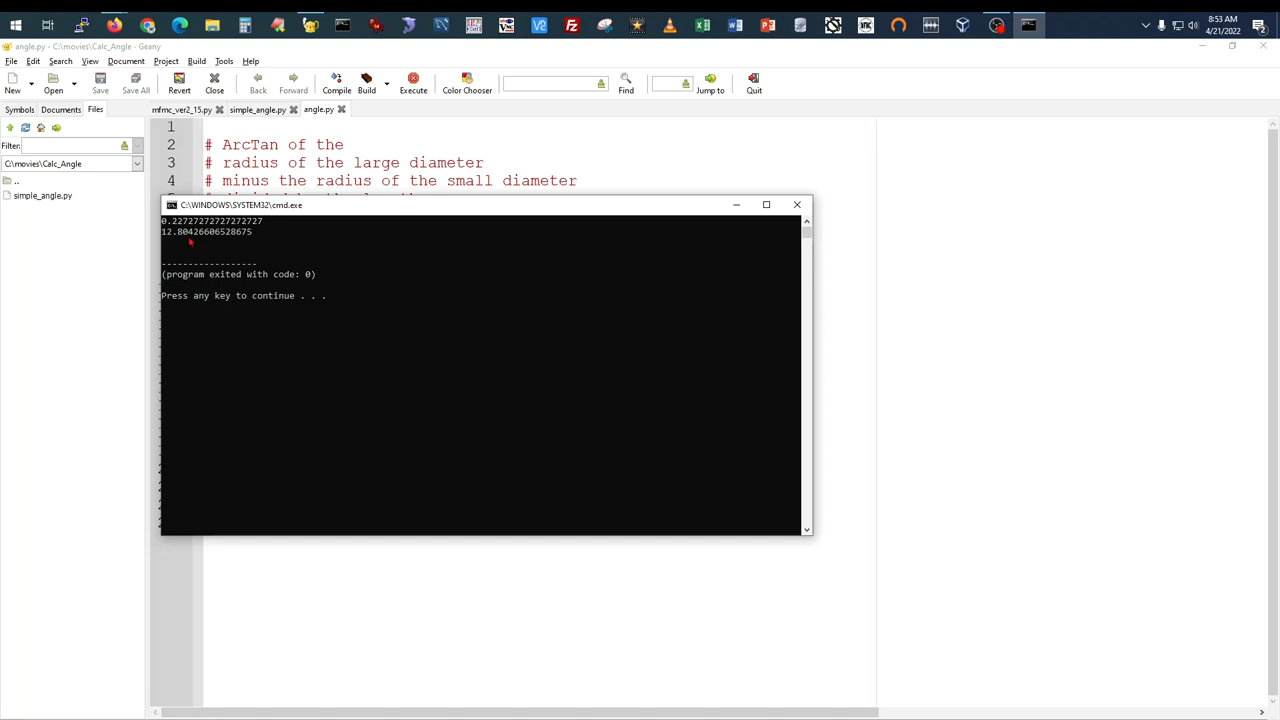 8:53 AM
4/21/2022
2
angle.py - C:\movies\Calc_Angle - Geany
File Edit Search View Document Project Build Tools Help
New Open Save Save All Revert Close Back Forward Compile Build Execute Color Chooser Find Jump to Quit
Symbols Documents Files
mfmc_ver2_15.py simple_angle.py angle.py
Filter:
C:\movies\Calc_Angle
..
simple_angle.py
1
2 # ArcTan of the
3 # radius of the large diameter
4 # minus the radius of the small diameter
C:\WINDOWS\SYSTEM32\cmd.exe
0.22727272727272727
12.80426606528675
------------------
(program exited with code: 0)
Press any key to continue . . .